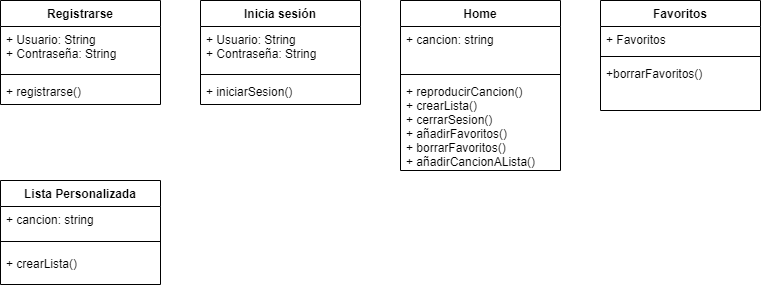 Registrarse
+ Usuario: String
+ Contraseña: String
+ registrarse()
Inicia sesión
+ Usuario: String
+ Contraseña: String
+ iniciarSesion()
Home
+ cancion: string
+ reproducirCancion()
+ crearLista()
+ cerrarSesion()
+ añadirFavoritos()
+ borrarFavoritos()
+ añadirCancionALista()
Favoritos
+ Favoritos
+borrarFavoritos()
Lista Personalizada
+ cancion: string
+ crearLista()